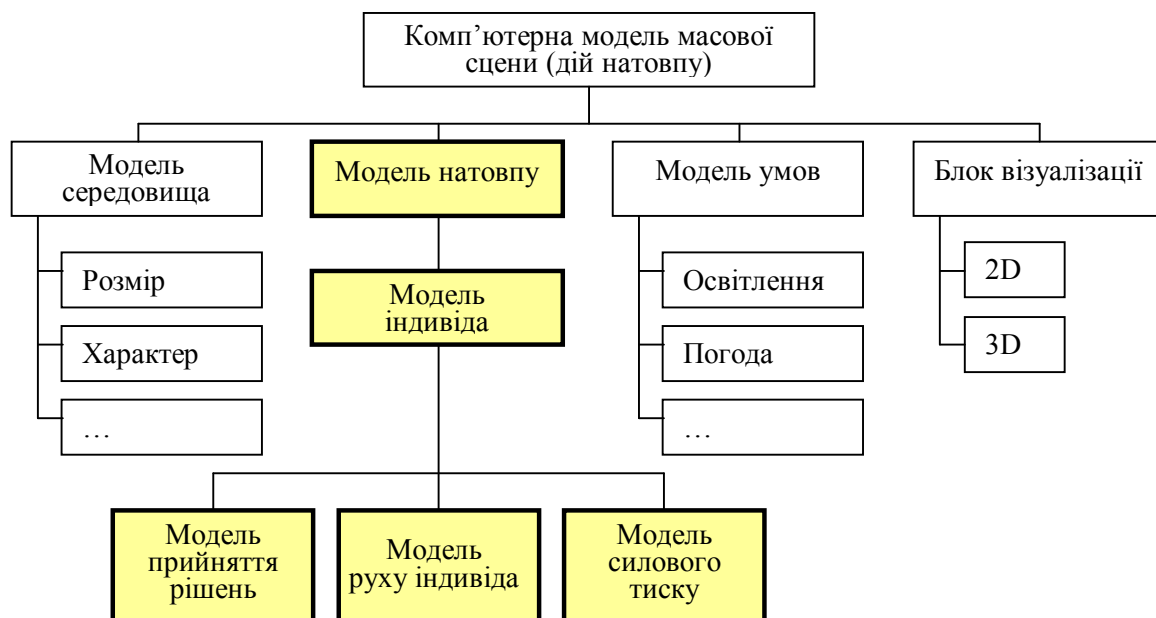 Комп’ютерна модель масової
сцени (дій натовпу)
Модель
середовища
Модель натовпу
Модель умов
Блок візуалізації
Розмір
Характер
…
Модель
індивіда
Освітлення
Погода
…
2D
3D
Модель
прийняття
рішень
Модель
руху індивіда
Модель
силового
тиску